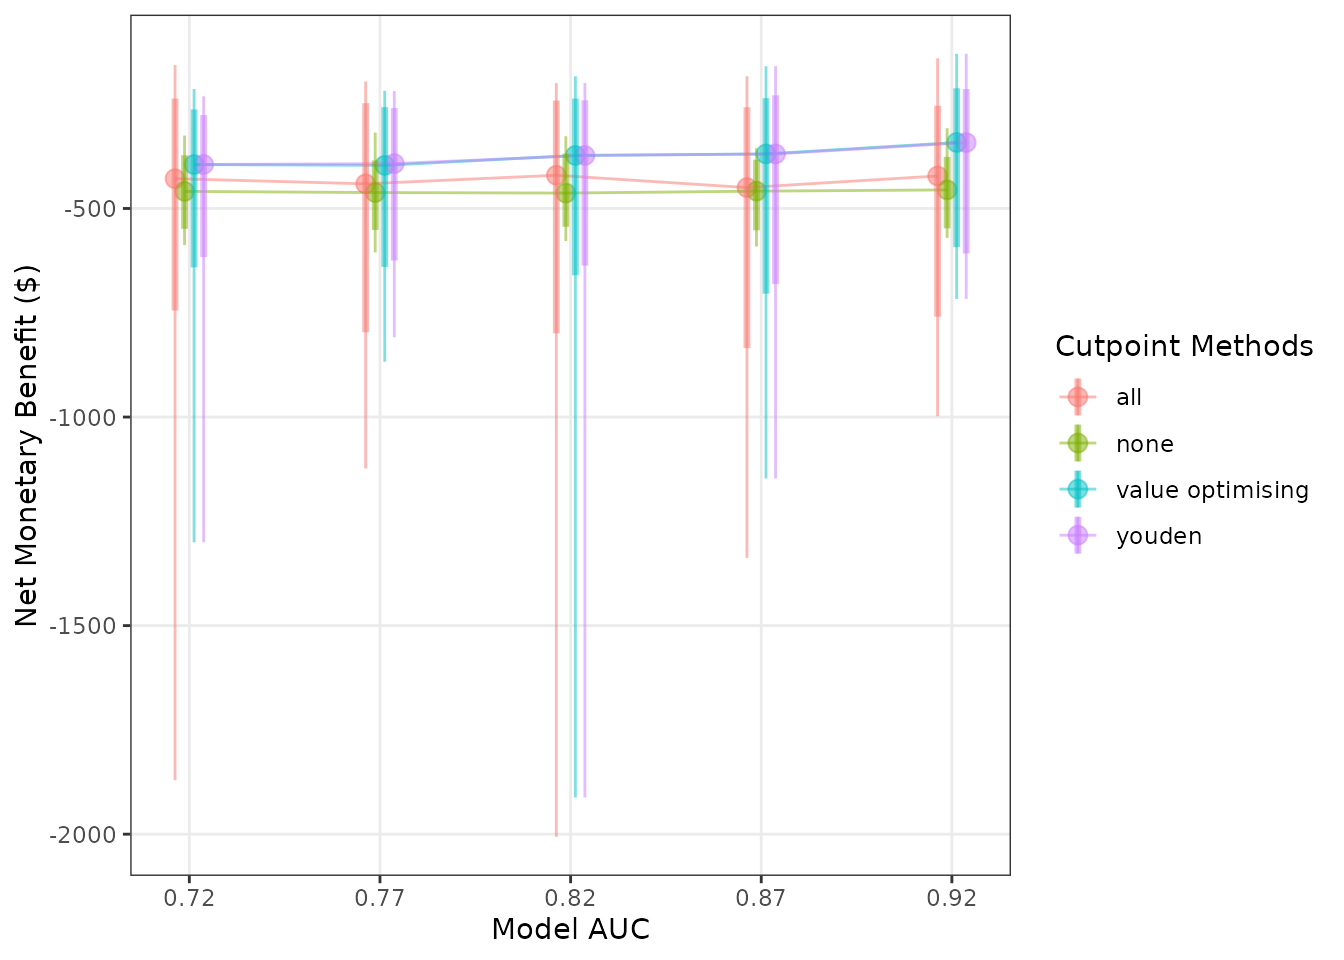 Net Monetary Benefit ($)
-500
-1000
-1500
-2000
0.72 0.77 0.82 0.87 0.92
Model AUC
Cutpoint Methods
all
none
value optimising
youden